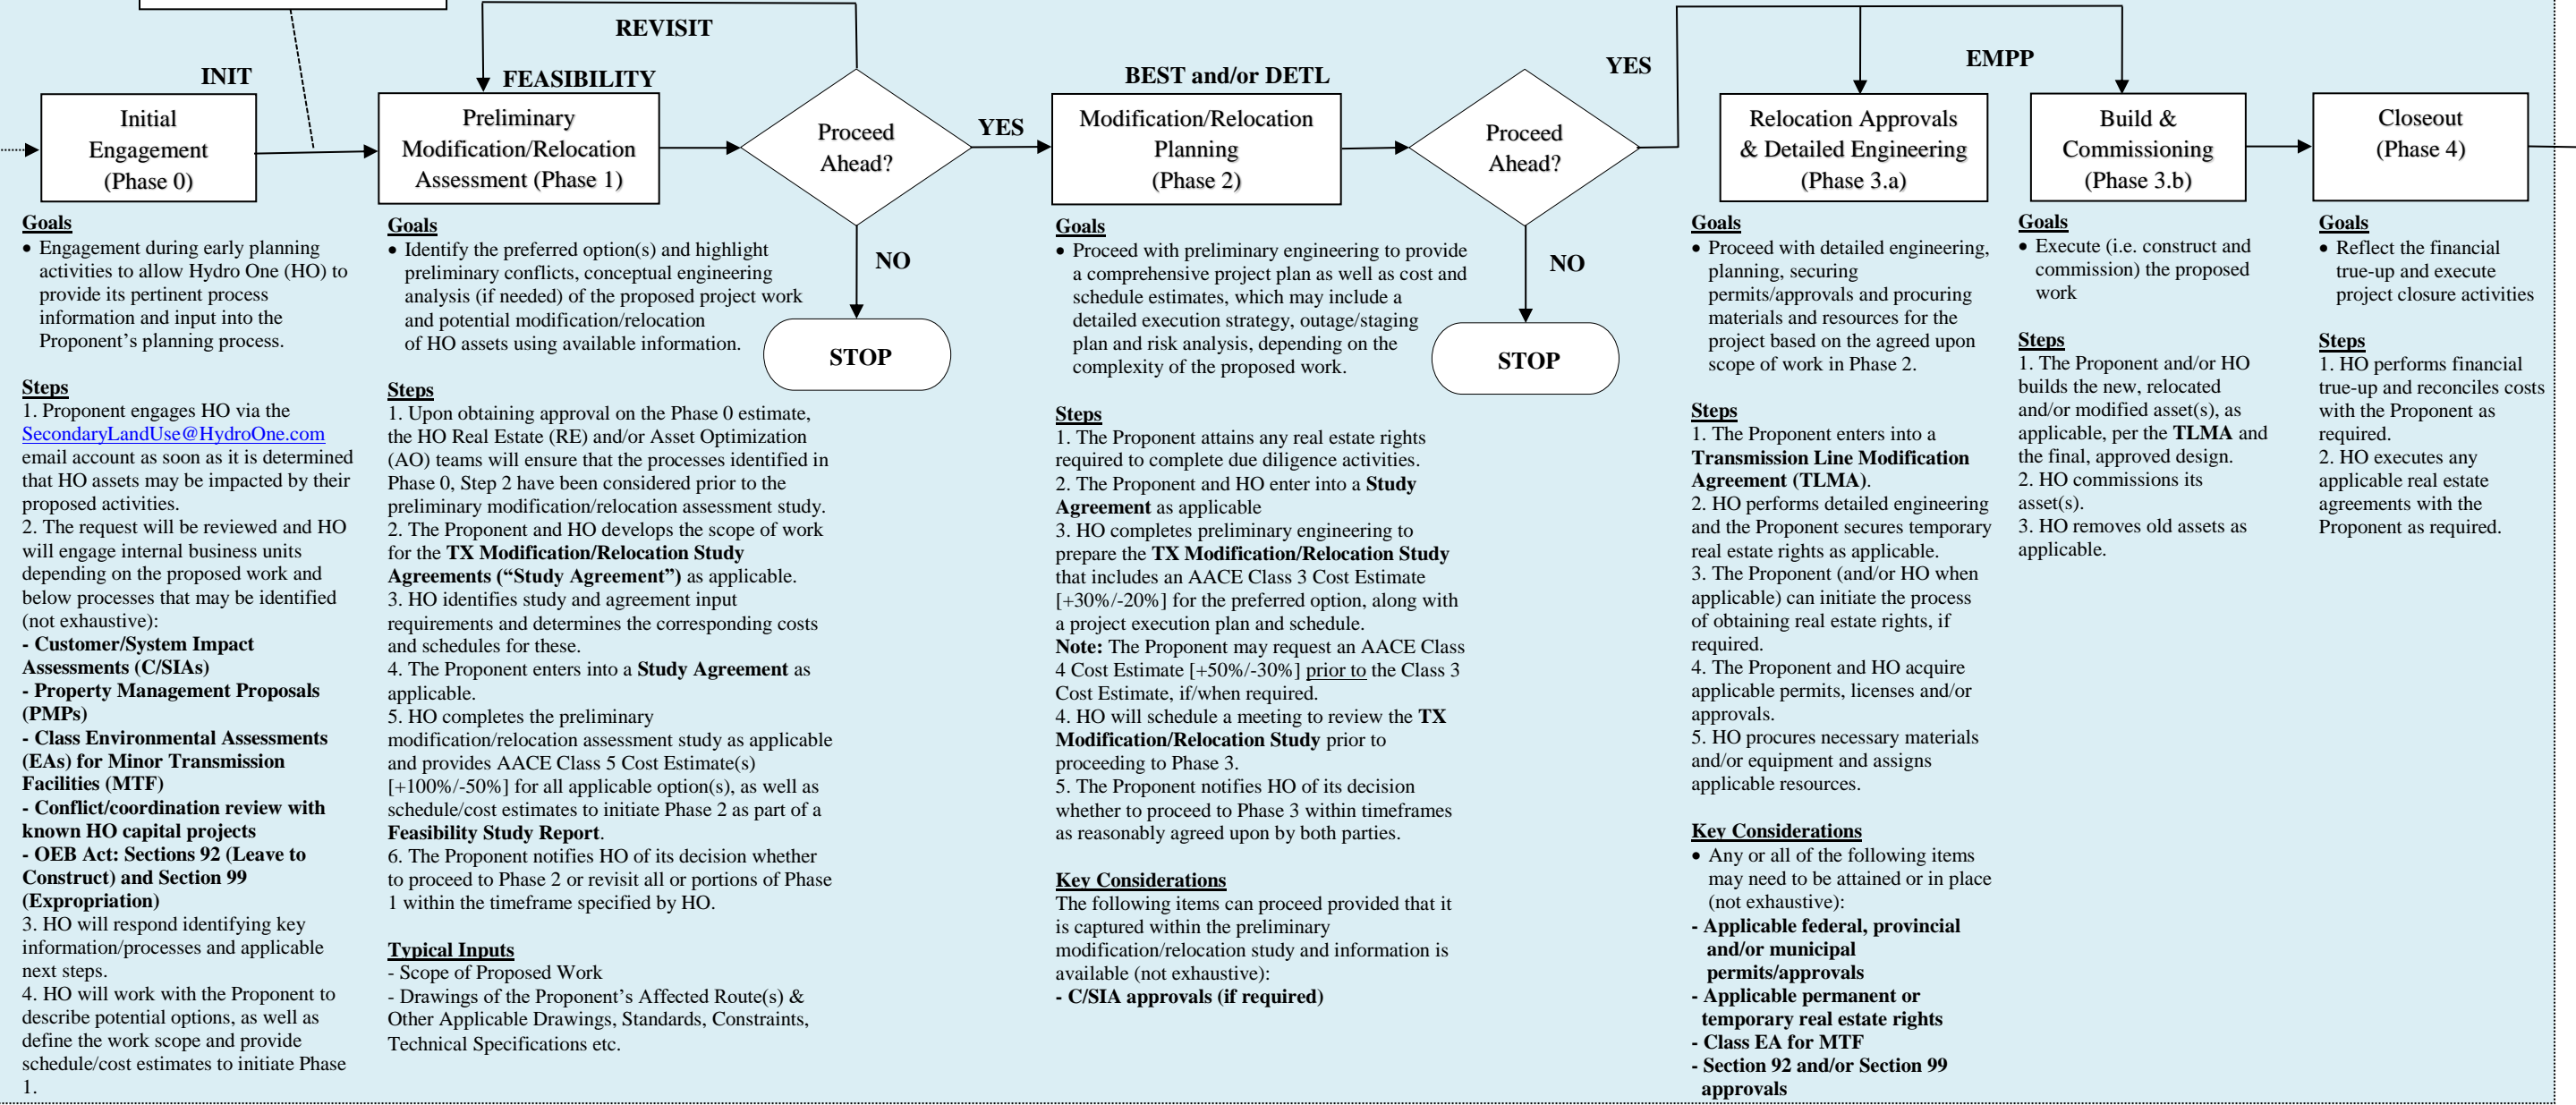 REVISIT
INIT
FEASIBILITY
BEST and/or DETL
YES
EMPP
Initial
Engagement
(Phase 0)
Preliminary
Modification/Relocation
Assessment (Phase 1)
Proceed
Ahead?
YES
Modification/Relocation
Planning
(Phase 2)
Proceed
Ahead?
Relocation Approvals
& Detailed Engineering
(Phase 3.a)
Build &
Commissioning
(Phase 3.b)
Closeout
(Phase 4)
NO
STOP
NO
STOP
Goals
• Engagement during early planning
activities to allow Hydro One (HO) to
provide its pertinent process
information and input into the
Proponent’s planning process.
Steps
1. Proponent engages HO via the
SecondaryLandUse@HydroOne.com
email account as soon as it is determined
that HO assets may be impacted by their
proposed activities.
2. The request will be reviewed and HO
will engage internal business units
depending on the proposed work and
below processes that may be identified
(not exhaustive):
- Customer/System Impact
Assessments (C/SIAs)
- Property Management Proposals
(PMPs)
- Class Environmental Assessments
(EAs) for Minor Transmission
Facilities (MTF)
- Conflict/coordination review with
known HO capital projects
- OEB Act: Sections 92 (Leave to
Construct) and Section 99
(Expropriation)
3. HO will respond identifying key
information/processes and applicable
next steps.
4. HO will work with the Proponent to
describe potential options, as well as
define the work scope and provide
schedule/cost estimates to initiate Phase
1.
Goals
• Identify the preferred option(s) and highlight
preliminary conflicts, conceptual engineering
analysis (if needed) of the proposed project work
and potential modification/relocation
of HO assets using available information.
Steps
1. Upon obtaining approval on the Phase 0 estimate,
the HO Real Estate (RE) and/or Asset Optimization
(AO) teams will ensure that the processes identified in
Phase 0, Step 2 have been considered prior to the
preliminary modification/relocation assessment study.
2. The Proponent and HO develops the scope of work
for the TX Modification/Relocation Study
Agreements (“Study Agreement”) as applicable.
3. HO identifies study and agreement input
requirements and determines the corresponding costs
and schedules for these.
4. The Proponent enters into a Study Agreement as
applicable.
5. HO completes the preliminary
modification/relocation assessment study as applicable
and provides AACE Class 5 Cost Estimate(s)
[+100%/-50%] for all applicable option(s), as well as
schedule/cost estimates to initiate Phase 2 as part of a
Feasibility Study Report.
6. The Proponent notifies HO of its decision whether
to proceed to Phase 2 or revisit all or portions of Phase
1 within the timeframe specified by HO.
Typical Inputs
- Scope of Proposed Work
- Drawings of the Proponent’s Affected Route(s) &
Other Applicable Drawings, Standards, Constraints,
Technical Specifications etc.
Goals
• Proceed with preliminary engineering to provide
a comprehensive project plan as well as cost and
schedule estimates, which may include a
detailed execution strategy, outage/staging
plan and risk analysis, depending on the
complexity of the proposed work.
Steps
1. The Proponent attains any real estate rights
required to complete due diligence activities.
2. The Proponent and HO enter into a Study
Agreement as applicable
3. HO completes preliminary engineering to
prepare the TX Modification/Relocation Study
that includes an AACE Class 3 Cost Estimate
[+30%/-20%] for the preferred option, along with
a project execution plan and schedule.
Note: The Proponent may request an AACE Class
4 Cost Estimate [+50%/-30%] prior to the Class 3
Cost Estimate, if/when required.
4. HO will schedule a meeting to review the TX
Modification/Relocation Study prior to
proceeding to Phase 3.
5. The Proponent notifies HO of its decision
whether to proceed to Phase 3 within timeframes
as reasonably agreed upon by both parties.
Key Considerations
The following items can proceed provided that it
is captured within the preliminary
modification/relocation study and information is
available (not exhaustive):
- C/SIA approvals (if required)
Goals
• Proceed with detailed engineering,
planning, securing
permits/approvals and procuring
materials and resources for the
project based on the agreed upon
scope of work in Phase 2.
Steps
1. The Proponent enters into a
Transmission Line Modification
Agreement (TLMA).
2. HO performs detailed engineering
and the Proponent secures temporary
real estate rights as applicable.
3. The Proponent (and/or HO when
applicable) can initiate the process
of obtaining real estate rights, if
required.
4. The Proponent and HO acquire
applicable permits, licenses and/or
approvals.
5. HO procures necessary materials
and/or equipment and assigns
applicable resources.
Key Considerations
• Any or all of the following items
may need to be attained or in place
(not exhaustive):
- Applicable federal, provincial
and/or municipal
permits/approvals
- Applicable permanent or
temporary real estate rights
- Class EA for MTF
- Section 92 and/or Section 99
approvals
Goals
• Execute (i.e. construct and
commission) the proposed
work
Steps
1. The Proponent and/or HO
builds the new, relocated
and/or modified asset(s), as
applicable, per the TLMA and
the final, approved design.
2. HO commissions its
asset(s).
3. HO removes old assets as
applicable.
Goals
• Reflect the financial
true-up and execute
project closure activities
Steps
1. HO performs financial
true-up and reconciles costs
with the Proponent as
required.
2. HO executes any
applicable real estate
agreements with the
Proponent as required.